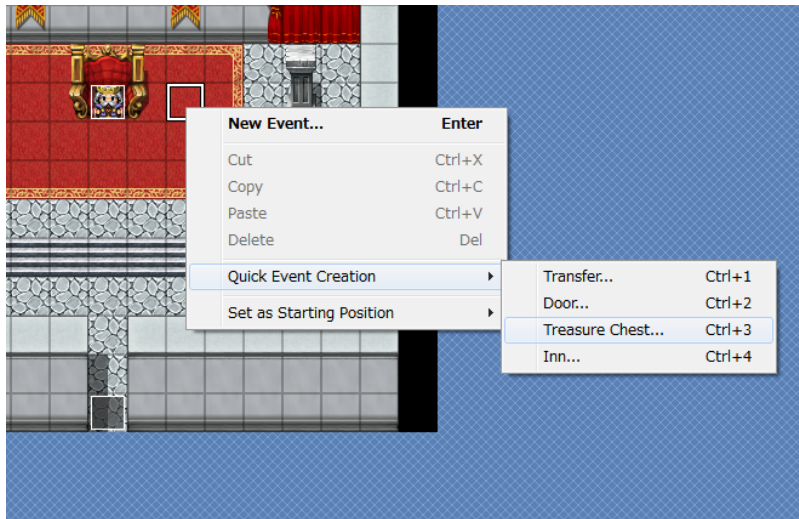 New Event... Enter
Cut Ctrl+X
Copy Ctrl+C
Paste Ctrl+V
Delete Del
Quick Event Creation
Set as Starting Position
Transfer... Ctrl+1
Door... Ctrl+2
Treasure Chest... Ctrl+3
Inn... Ctrl+4